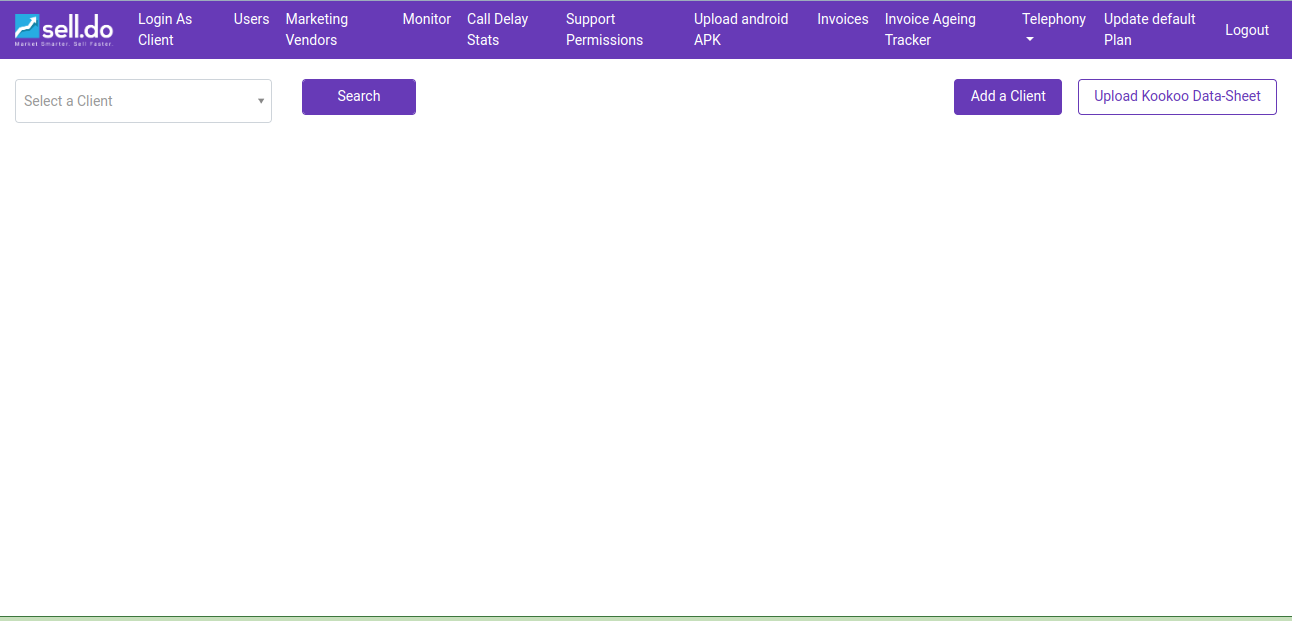 sell.do
Market Smarter. Sell Faster.
Login As
Client
Users
Marketing
Vendors
Monitor
Call Delay
Stats
Support
Permissions
Upload android
APK
Invoices
Invoice Ageing
Tracker
Telephony
Update default
Plan
Logout
Select a Client
Search
Add a Client
Upload Kookoo Data-Sheet